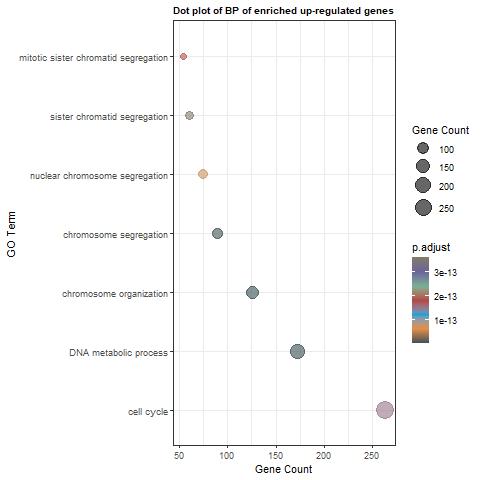 Dot plot of BP of enriched up-regulated genes
GO Term
mitotic sister chromatid segregation
sister chromatid segregation
nuclear chromosome segregation
chromosome segregation
chromosome organization
DNA metabolic process
cell cycle
50 100 150 200 250
Gene Count
Gene Count
100
150
200
250
p.adjust
3e-13
2e-13
1e-13